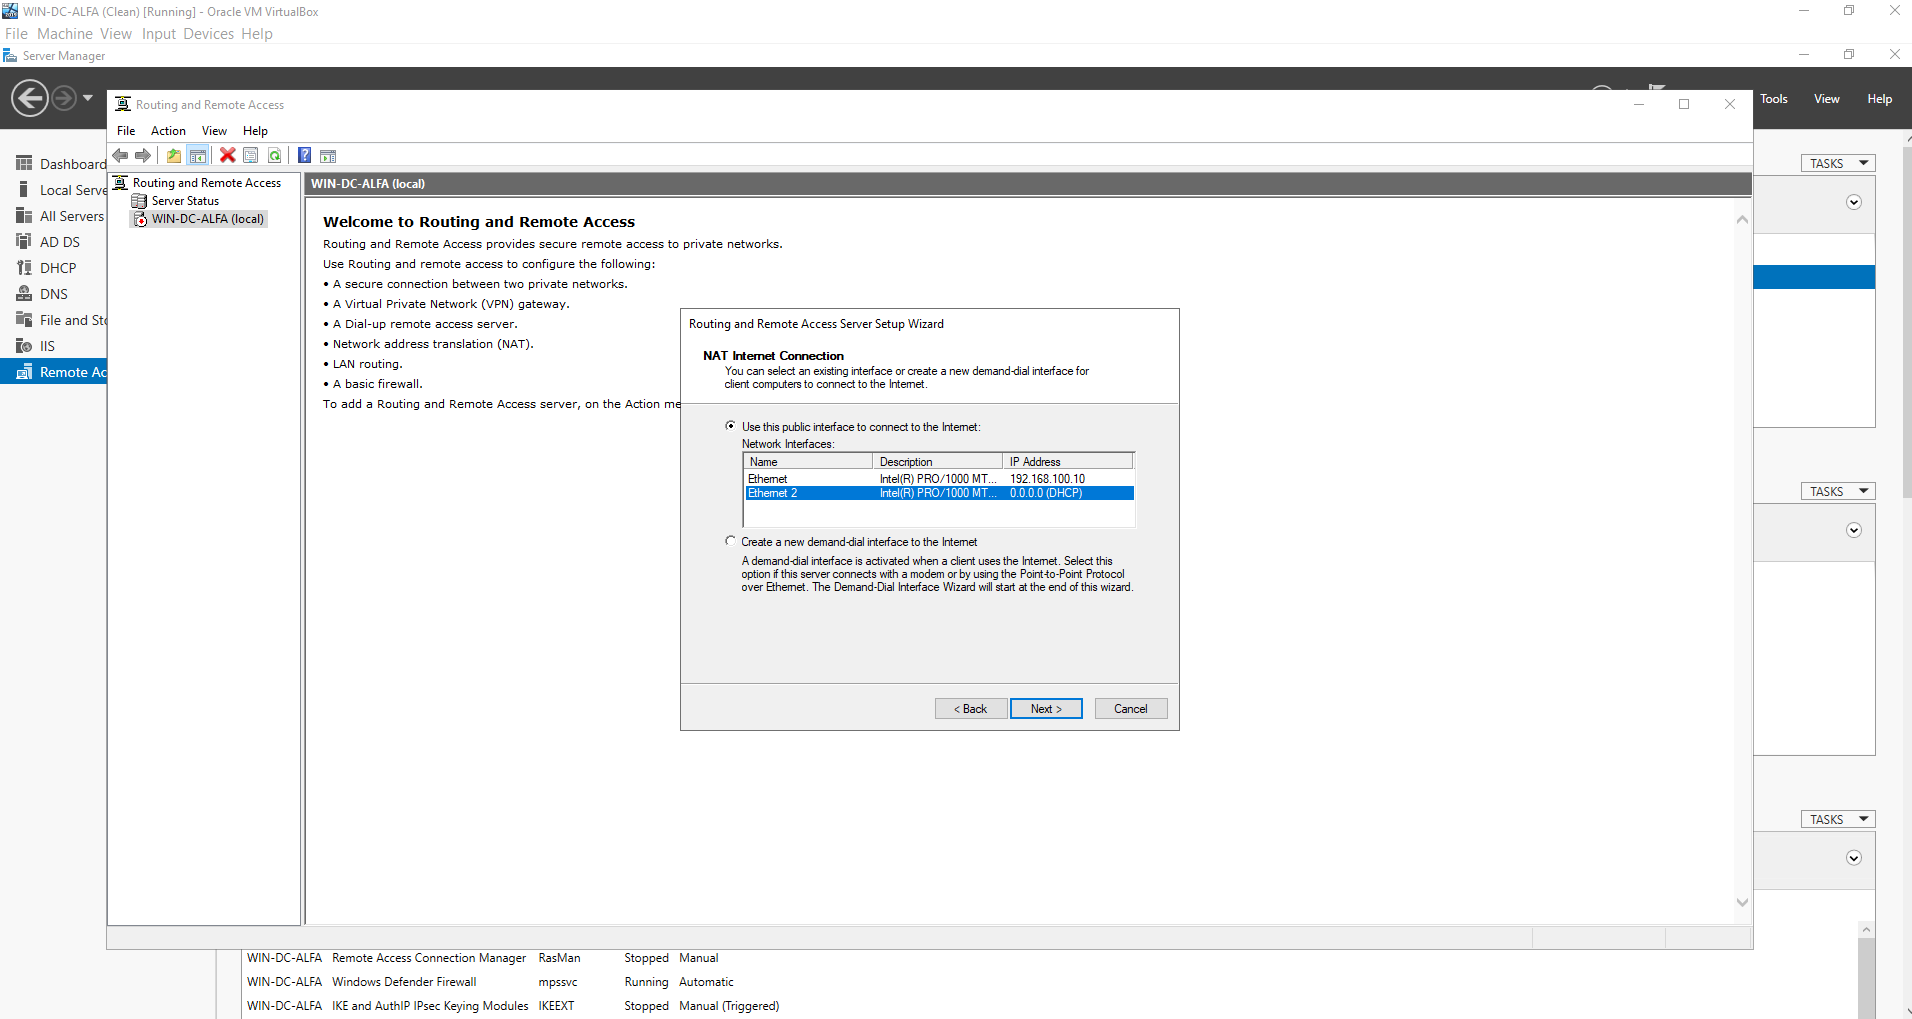 WIN-DC-ALFA (Clean) [Running] - Oracle VM VirtualBox
File Machine View Input Devices Help
Server Manager
Tools View Help
Routing and Remote Access
File Action View Help
Dashboard
Local Serve
All Servers
AD DS
DHCP
DNS
File and Sto
IIS
Remote Ac
Routing and Remote Access
Server Status
WIN-DC-ALFA (local)
WIN-DC-ALFA (local)
Welcome to Routing and Remote Access
Routing and Remote Access provides secure remote access to private networks.
Use Routing and remote access to configure the following:
• A secure connection between two private networks.
• A Virtual Private Network (VPN) gateway.
• A Dial-up remote access server.
• Network address translation (NAT).
• LAN routing.
• A basic firewall.
To add a Routing and Remote Access server, on the Action me
Routing and Remote Access Server Setup Wizard
NAT Internet Connection
You can select an existing interface or create a new demand-dial interface for
client computers to connect to the Internet.
Use this public interface to connect to the Internet:
Network Interfaces:
Name Description IP Address
Ethernet Intel(R) PRO/1000 MT... 192.168.100.10
Ethernet 2 Intel(R) PRO/1000 MT... 0.0.0.0 (DHCP)
Create a new demand-dial interface to the Internet
A demand-dial interface is activated when a client uses the Internet. Select this
option if this server connects with a modem or by using the Point-to-Point Protocol
over Ethernet. The Demand-Dial Interface Wizard will start at the end of this wizard.
< Back Next > Cancel
TASKS
TASKS
TASKS
WIN-DC-ALFA Remote Access Connection Manager RasMan Stopped Manual
WIN-DC-ALFA Windows Defender Firewall mpssvc Running Automatic
WIN-DC-ALFA IKE and AuthIP IPsec Keying Modules IKEEXT Stopped Manual (Triggered)